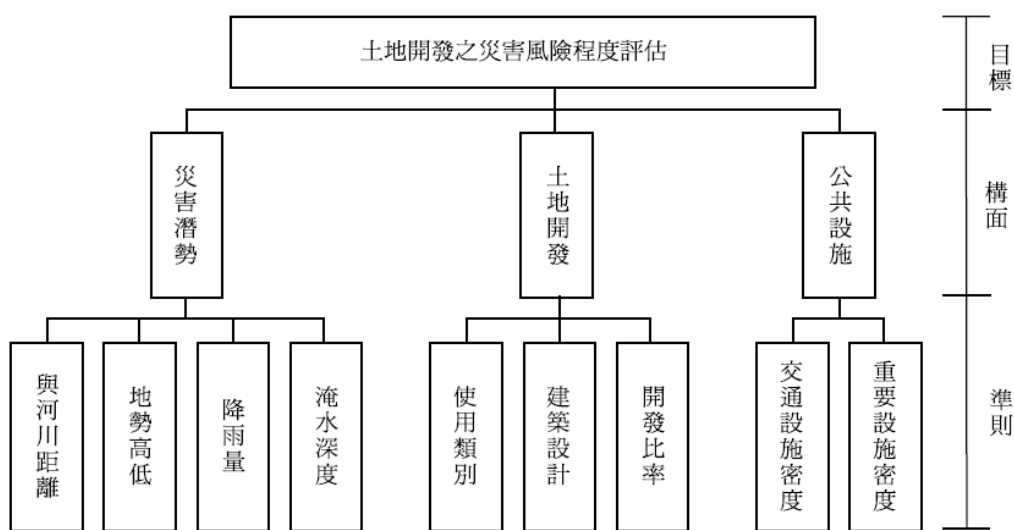 土地開發之災害風險程度評估
目標
災害潛勢
土地開發
公共設施
構面
與河川距離
地勢高低
降雨量
淹水深度
使用類別
建築設計
開發比率
交通設施密度
重要設施密度
準則